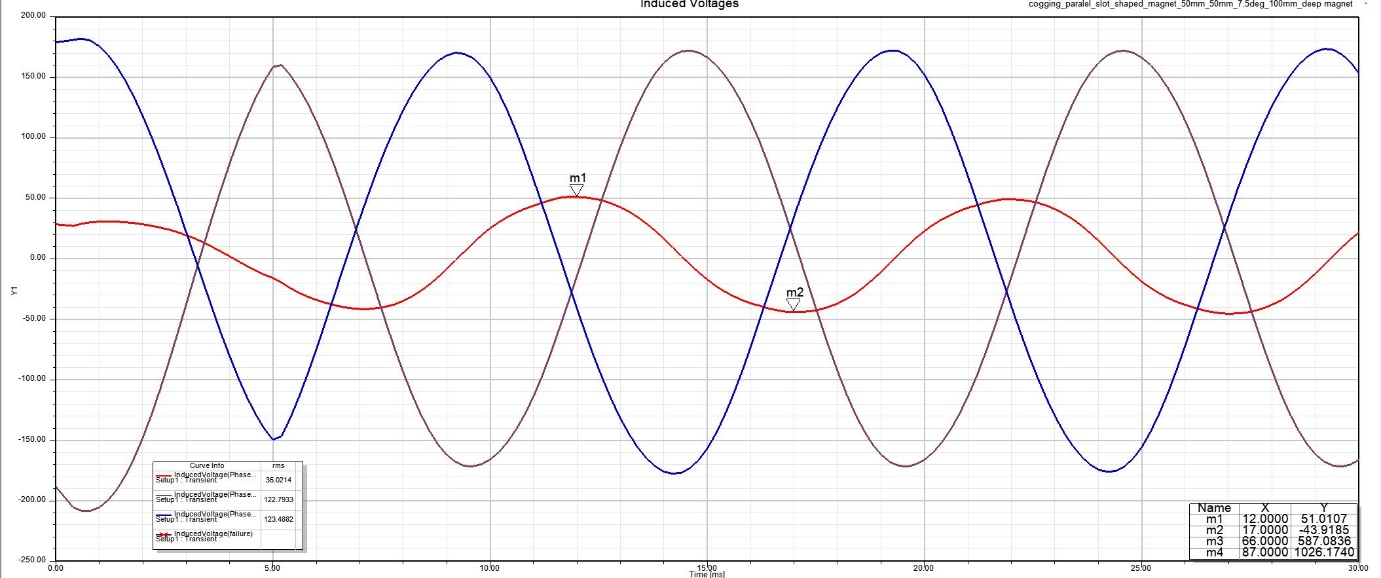 Induced Voltages
cogging_paralel_slot_shaped_magnet_50mm_50mm_7.5deg_100mm_deep magnet
200.00
150.00
100.00
50.00
0.00
-50.00
-100.00
-150.00
-200.00
-250.00
Y1
m1
m2
Curve Info rms
InducedVoltage(Phase...
Setup1 : Transient 35.0214
InducedVoltage(Phase...
Setup1 : Transient 122.7933
InducedVoltage(Phase...
Setup1 : Transient 123.4882
InducedVoltage(failure)
Setup1 : Transient
Name X Y
m1 12.0000 51.0107
m2 17.0000 -43.9185
m3 66.0000 587.0836
m4 87.0000 1026.1740
0.00 5.00 10.00 15.00 20.00 25.00 30.00
Time [ms]